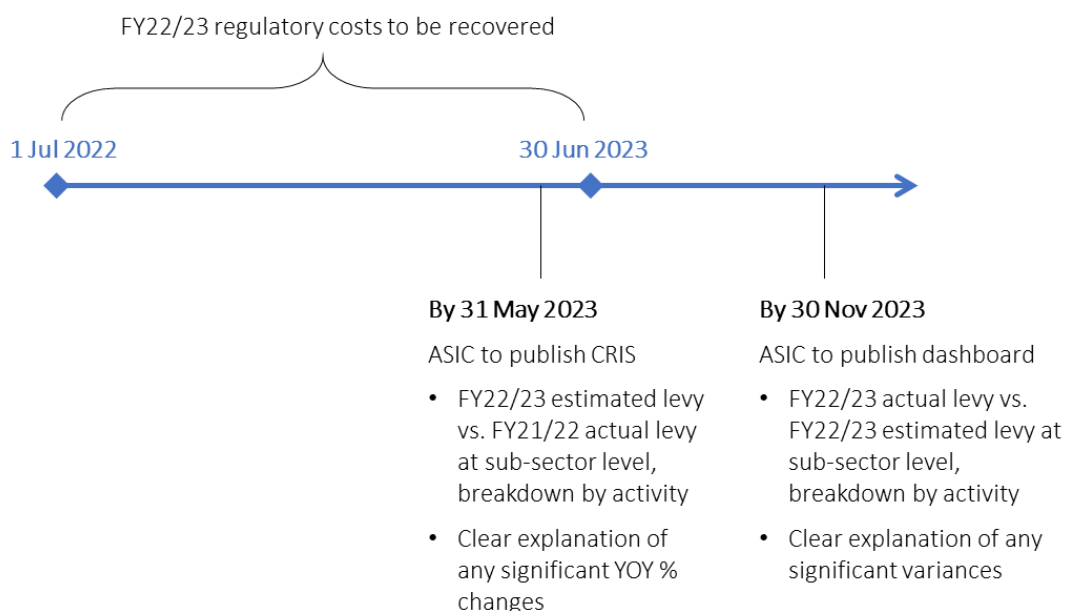 FY22/23 regulatory costs to be recovered
1 Jul 2022
30 Jun 2023
By 31 May 2023
ASIC to publish CRIS
• FY22/23 estimated levy
vs. FY21/22 actual levy
at sub-sector level,
breakdown by activity
• Clear explanation of
any significant YOY %
changes
By 30 Nov 2023
ASIC to publish dashboard
• FY22/23 actual levy vs.
FY22/23 estimated levy at
sub-sector level,
breakdown by activity
• Clear explanation of any
significant variances